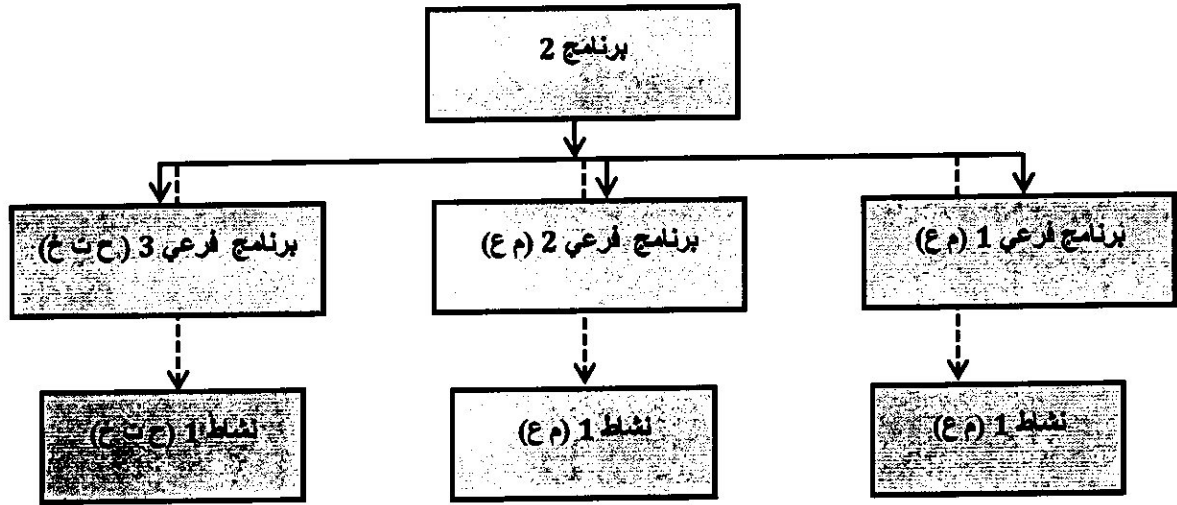 برنامج 2
برنامج فرعي 1 (م ع)
برنامج فرعي 2 (م ع)
برنامج فرعي 3 (ح ت خ)
نشاط 1 (م ع)
نشاط 1 (م ع)
نشاط 1 (ح ت خ)